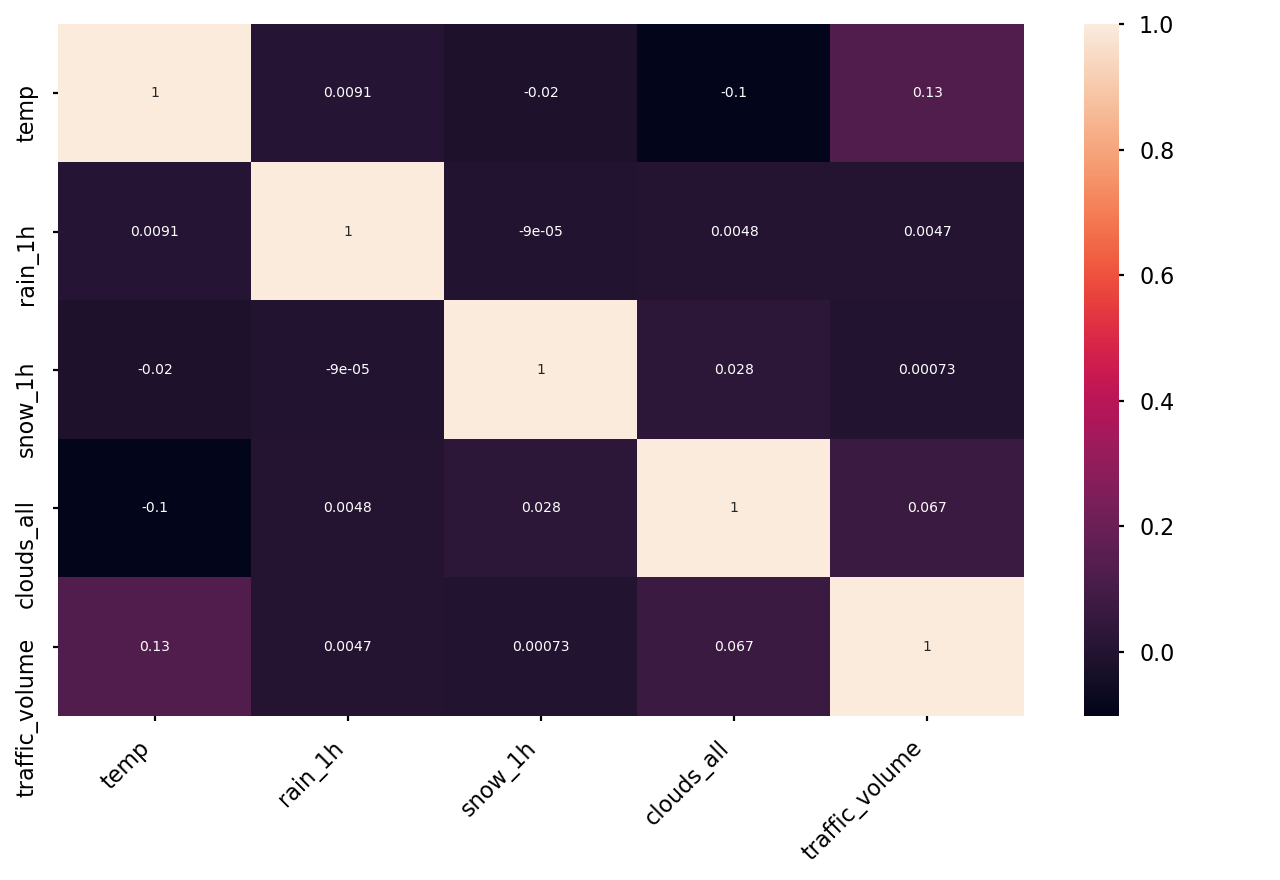 temp 1 0.0091 -0.02 -0.1 0.13
rain_1h 0.0091 1 -9e-05 0.0048 0.0047
snow_1h -0.02 -9e-05 1 0.028 0.00073
clouds_all -0.1 0.0048 0.028 1 0.067
traffic_volume 0.13 0.0047 0.00073 0.067 1
temp rain_1h snow_1h clouds_all traffic_volume
1.0
0.8
0.6
0.4
0.2
0.0